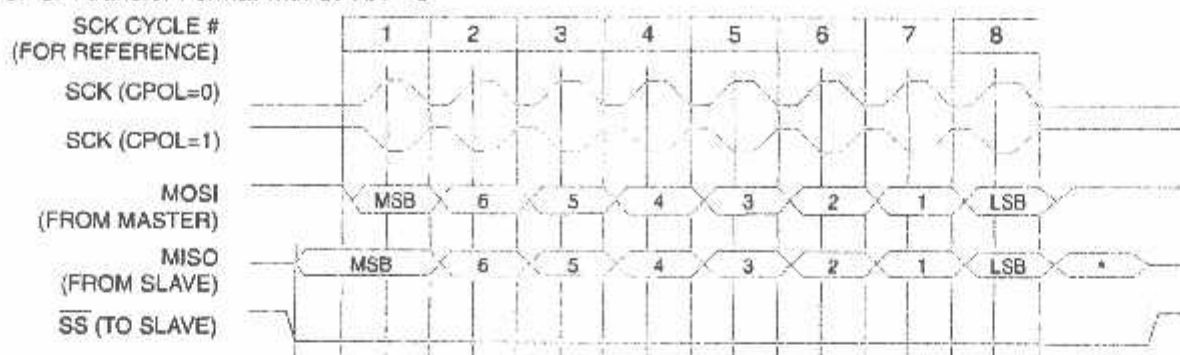 SCK CYCLE #
(FOR REFERENCE)
1 2 3 4 5 6 7 8
SCK (CPOL=0)
SCK (CPOL=1)
MOSI
(FROM MASTER)
MSB 6 5 4 3 2 1 LSB
MISO
(FROM SLAVE)
MSB 6 5 4 3 2 1 LSB *
SS (TO SLAVE)